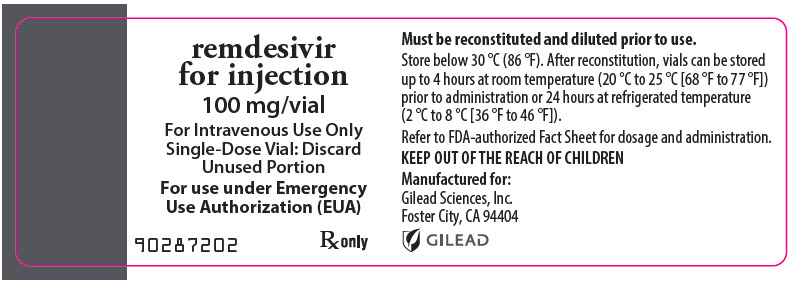 remdesivir
for injection
100 mg/vial
For Intravenous Use Only
Single-Dose Vial: Discard
Unused Portion
For use under Emergency
Use Authorization (EUA)
90287202
Rx only
Must be reconstituted and diluted prior to use.
Store below 30 °C (86 °F). After reconstitution, vials can be stored
up to 4 hours at room temperature (20 °C to 25 °C [68 °F to 77 °F])
prior to administration or 24 hours at refrigerated temperature
(2 °C to 8 °C [36 °F to 46 °F]).
Refer to FDA-authorized Fact Sheet for dosage and administration.
KEEP OUT OF THE REACH OF CHILDREN
Manufactured for:
Gilead Sciences, Inc.
Foster City, CA 94404
GILEAD